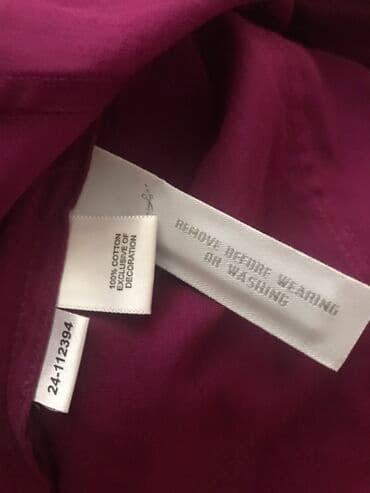 REMOVE BEFORE WEARING
OR WASHING
100% COTTON
EXCLUSIVE OF
DECORATION
24-112394